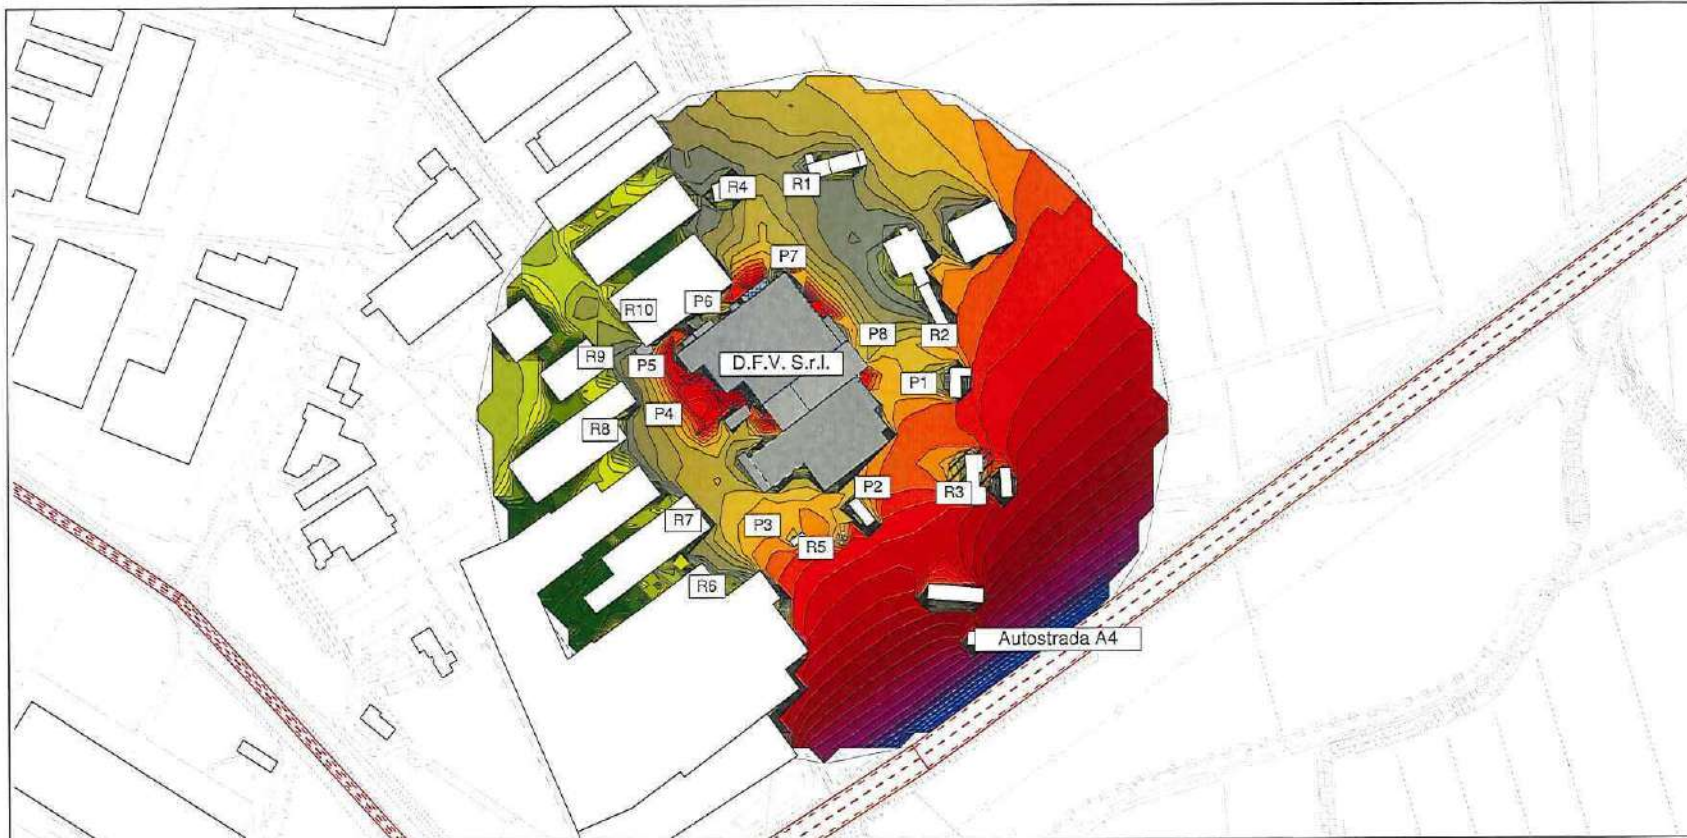 R4
R1
P7
P6
R10
P8
R2
R9
P5
D.F.V. S.r.l.
P1
P4
R8
P2
R3
R7
P3
R5
R6
Autostrada A4